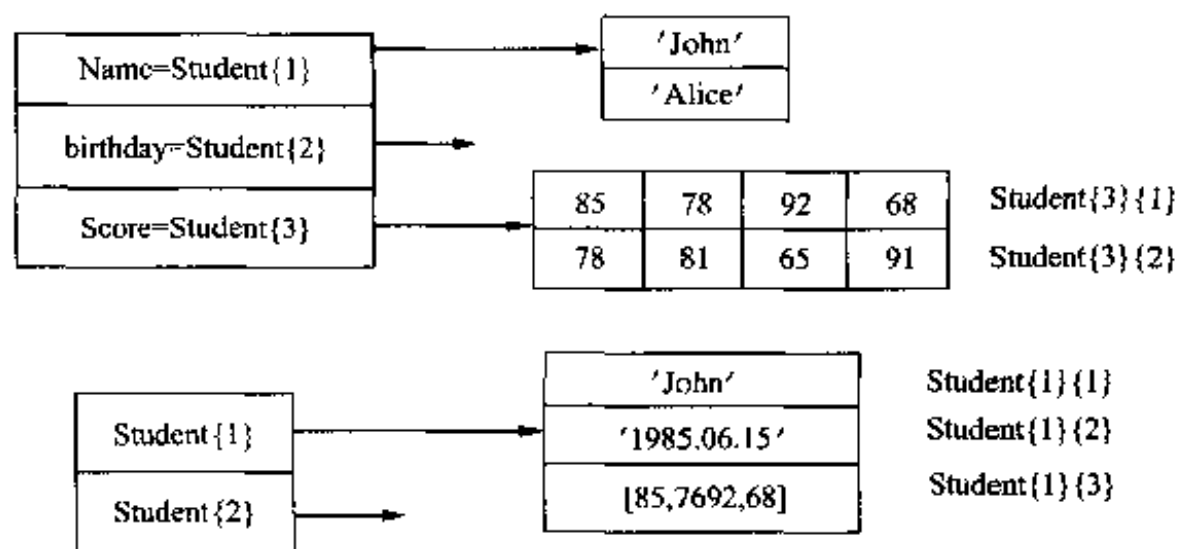 Name=Student{1}
'John'
'Alice'
birthday=Student{2}
Score=Student{3}
85 78 92 68 Student{3}{1}
78 81 65 91 Student{3}{2}
'John' Student{1}{1}
Student{1}
'1985.06.15' Student{1}{2}
Student{2}
[85,7692,68] Student{1}{3}